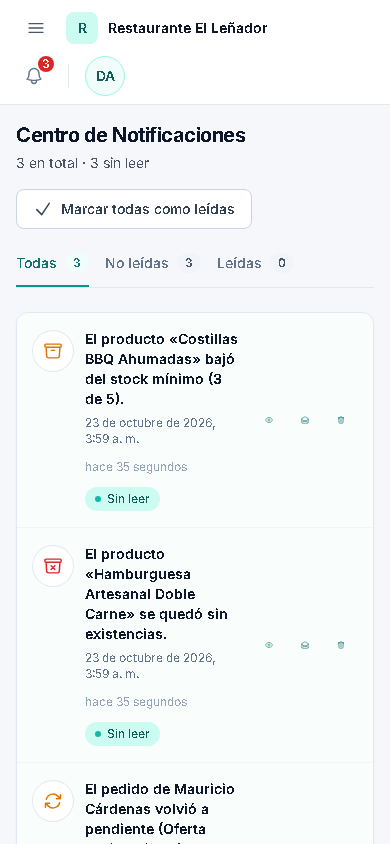 R Restaurante El Leñador
3
DA
Centro de Notificaciones
3 en total · 3 sin leer
Marcar todas como leídas
Todas 3 No leídas 3 Leídas 0
El producto «Costillas
BBQ Ahumadas» bajó
del stock mínimo (3
de 5).
23 de octubre de 2026,
3:59 a. m.
hace 35 segundos
Sin leer
El producto
«Hamburguesa
Artesanal Doble
Carne» se quedó sin
existencias.
23 de octubre de 2026,
3:59 a. m.
hace 35 segundos
Sin leer
El pedido de Mauricio
Cárdenas volvió a
pendiente (Oferta